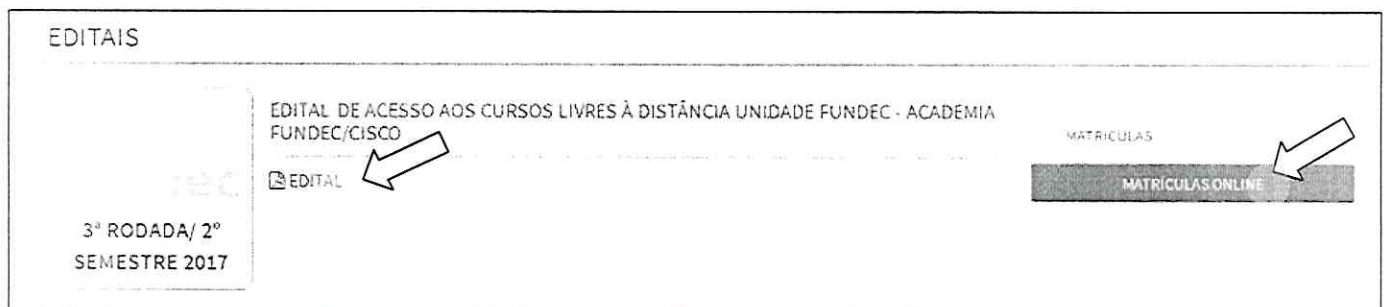 EDITAIS
EDITAL DE ACESSO AOS CURSOS LIVRES À DISTÂNCIA UNIDADE FUNDEC - ACADEMIA
FUNDEC/CISCO
EDITAL
3ª RODADA/ 2º
SEMESTRE 2017
MATRICULAS
MATRÍCULAS ONLINE